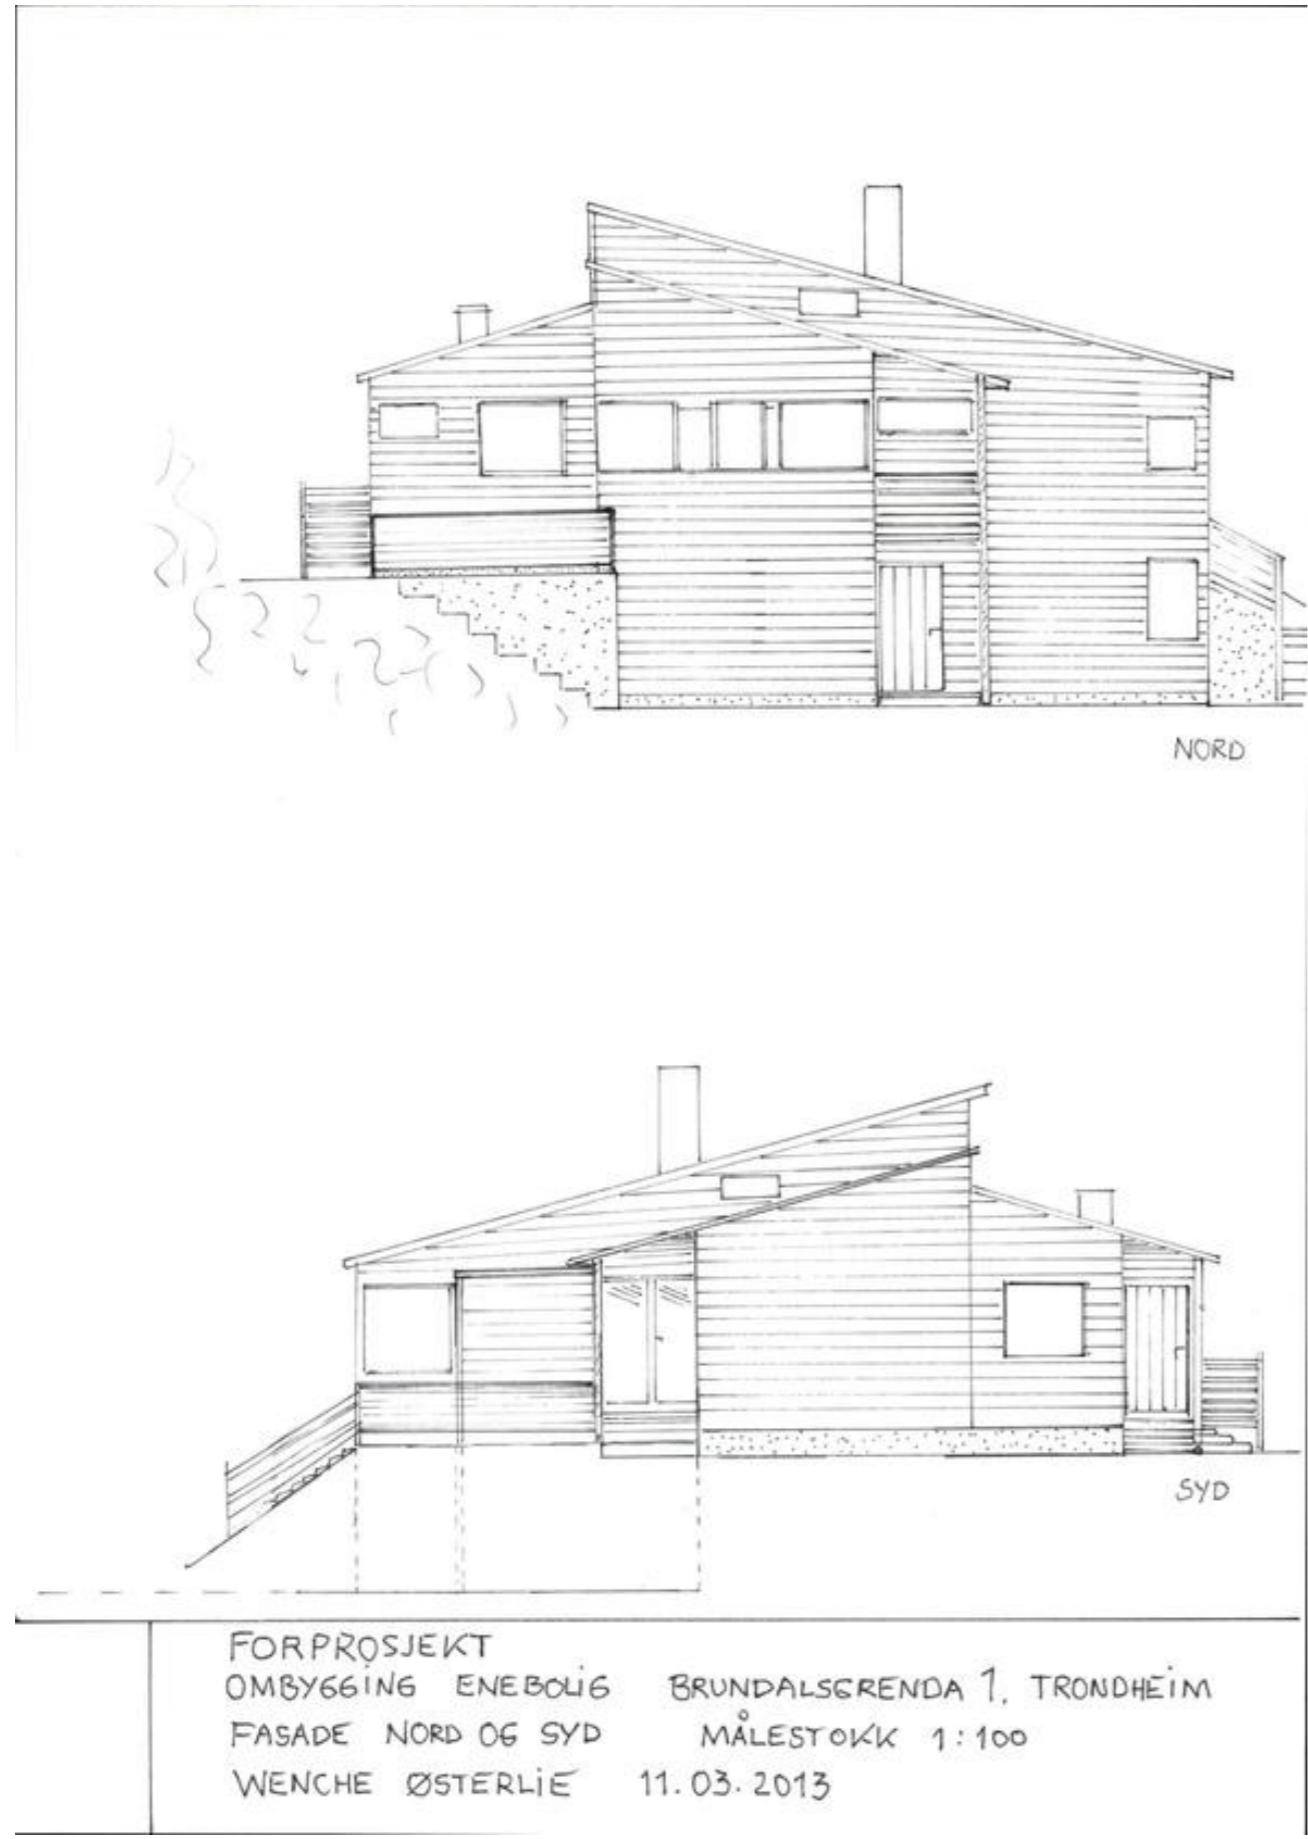 NORD
SYD
FORPROSJEKT
OMBYGGING ENEBOLIG BRUNDALSGRENDA 1, TRONDHEIM
FASADE NORD OG SYD MÅLESTOKK 1:100
WENCHE ØSTERLIE 11.03.2013